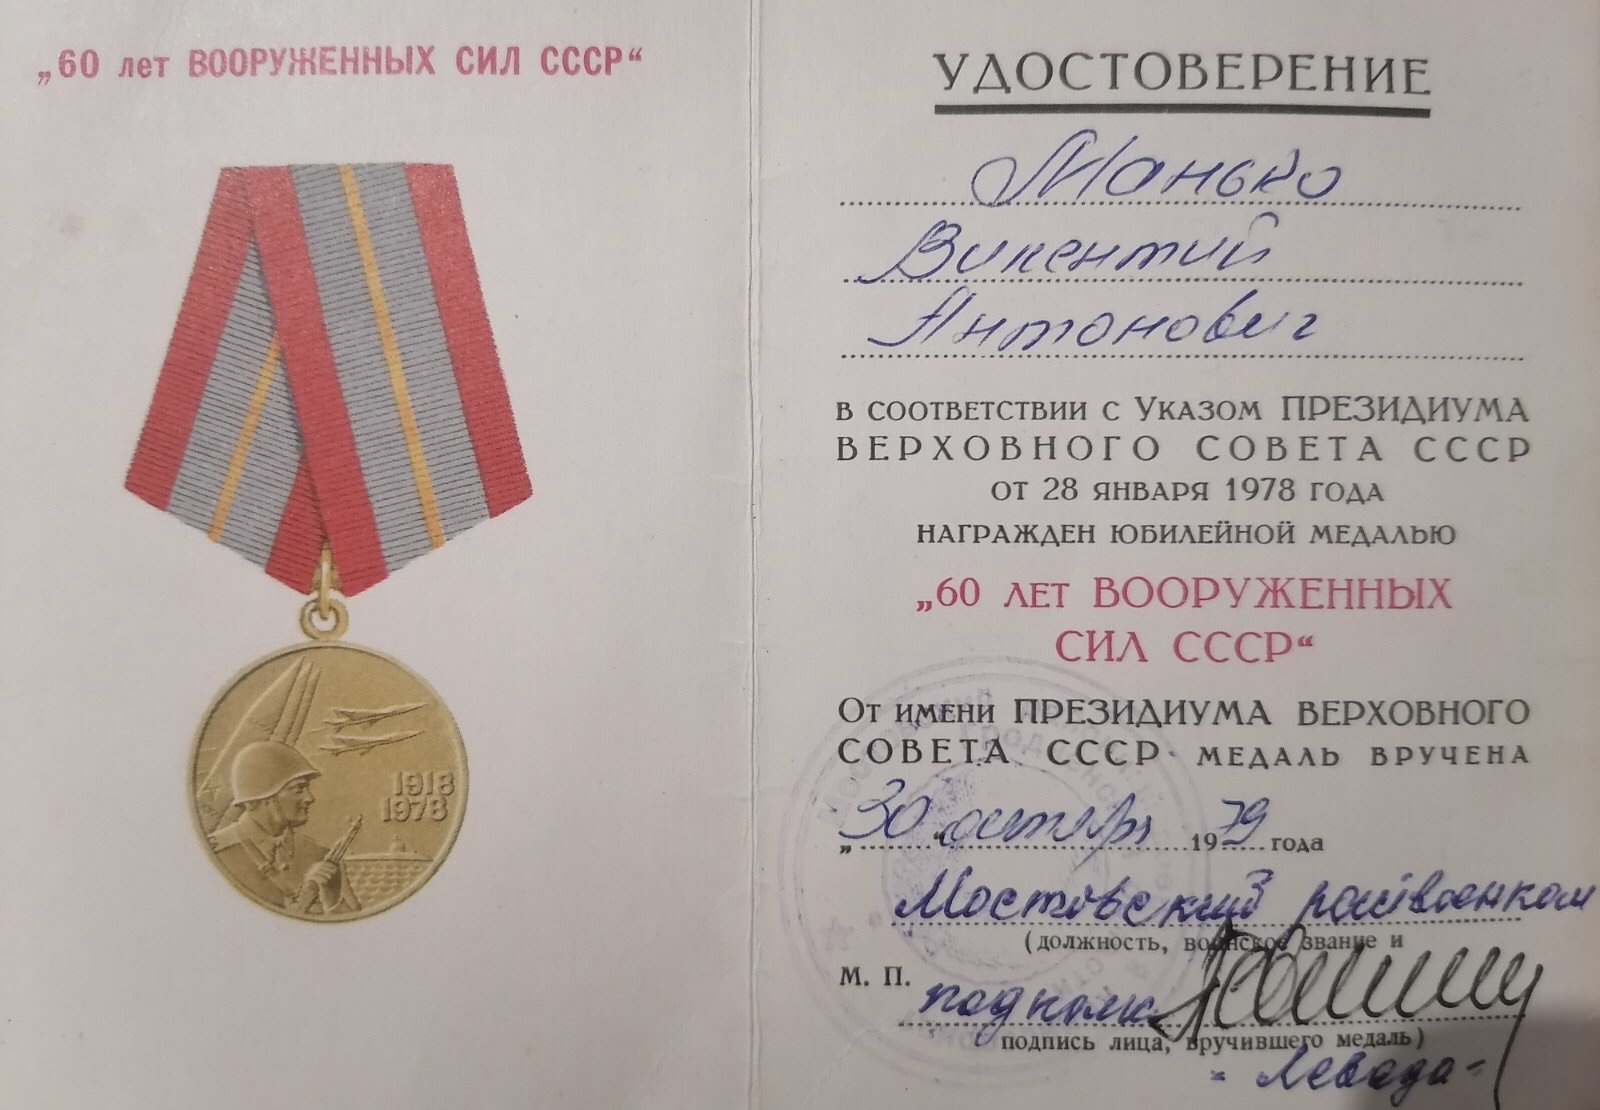 „60 лет ВООРУЖЕННЫХ СИЛ СССР“
1918
1978
УДОСТОВЕРЕНИЕ
Манько
Викентий
Антонович
в соответствии с Указом ПРЕЗИДИУМА
ВЕРХОВНОГО СОВЕТА СССР
от 28 января 1978 года
награжден юбилейной медалью
„60 лет ВООРУЖЕННЫХ
СИЛ СССР“
От имени ПРЕЗИДИУМА ВЕРХОВНОГО
СОВЕТА СССР медаль вручена
„30“ октября 1979 года
Мостовский райвоенком
(должность, воинское звание и
М. П. подполк
подпись лица, вручившего медаль)
- Левада -